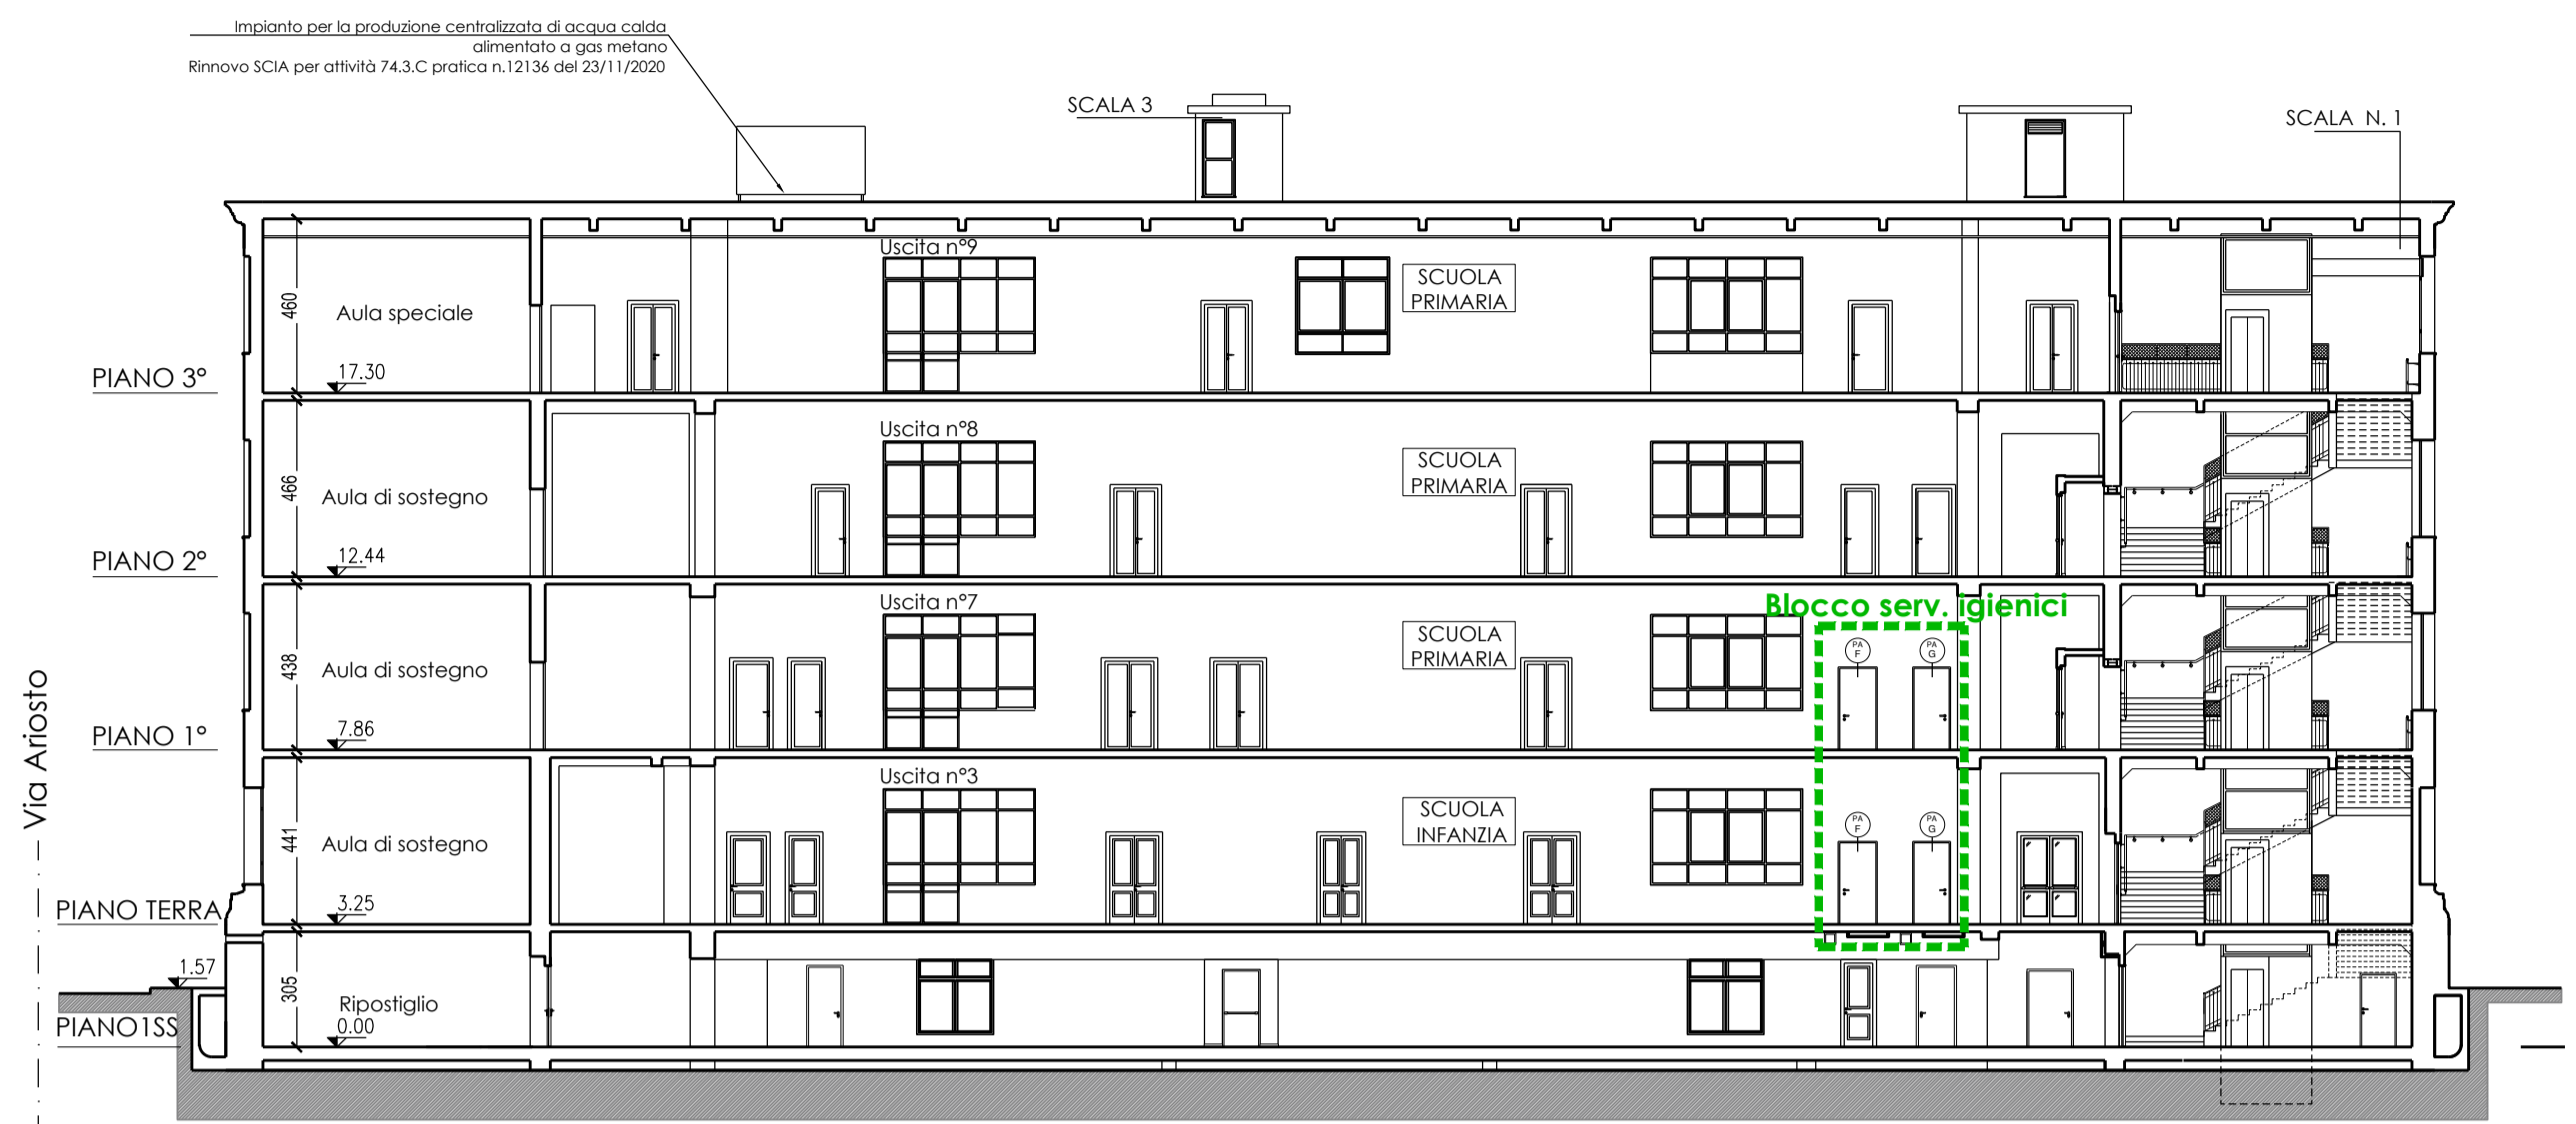 Impianto per la produzione centralizzata di acqua calda
alimentato a gas metano
Rinnovo SCIA per attività 74.3.C pratica n.12136 del 23/11/2020
SCALA 3
SCALA N. 1
Uscita n°9
SCUOLA
PRIMARIA
460
Aula speciale
17.30
PIANO 3°
Uscita n°8
SCUOLA
PRIMARIA
466
Aula di sostegno
12.44
PIANO 2°
Uscita n°7
Blocco serv. igienici
SCUOLA
PRIMARIA
PA
F
PA
G
438
Aula di sostegno
7.86
PIANO 1°
Via Ariosto
Uscita n°3
SCUOLA
INFANZIA
PA
F
PA
G
441
Aula di sostegno
3.25
PIANO TERRA
1.57
305
Ripostiglio
0.00
PIANO1SS